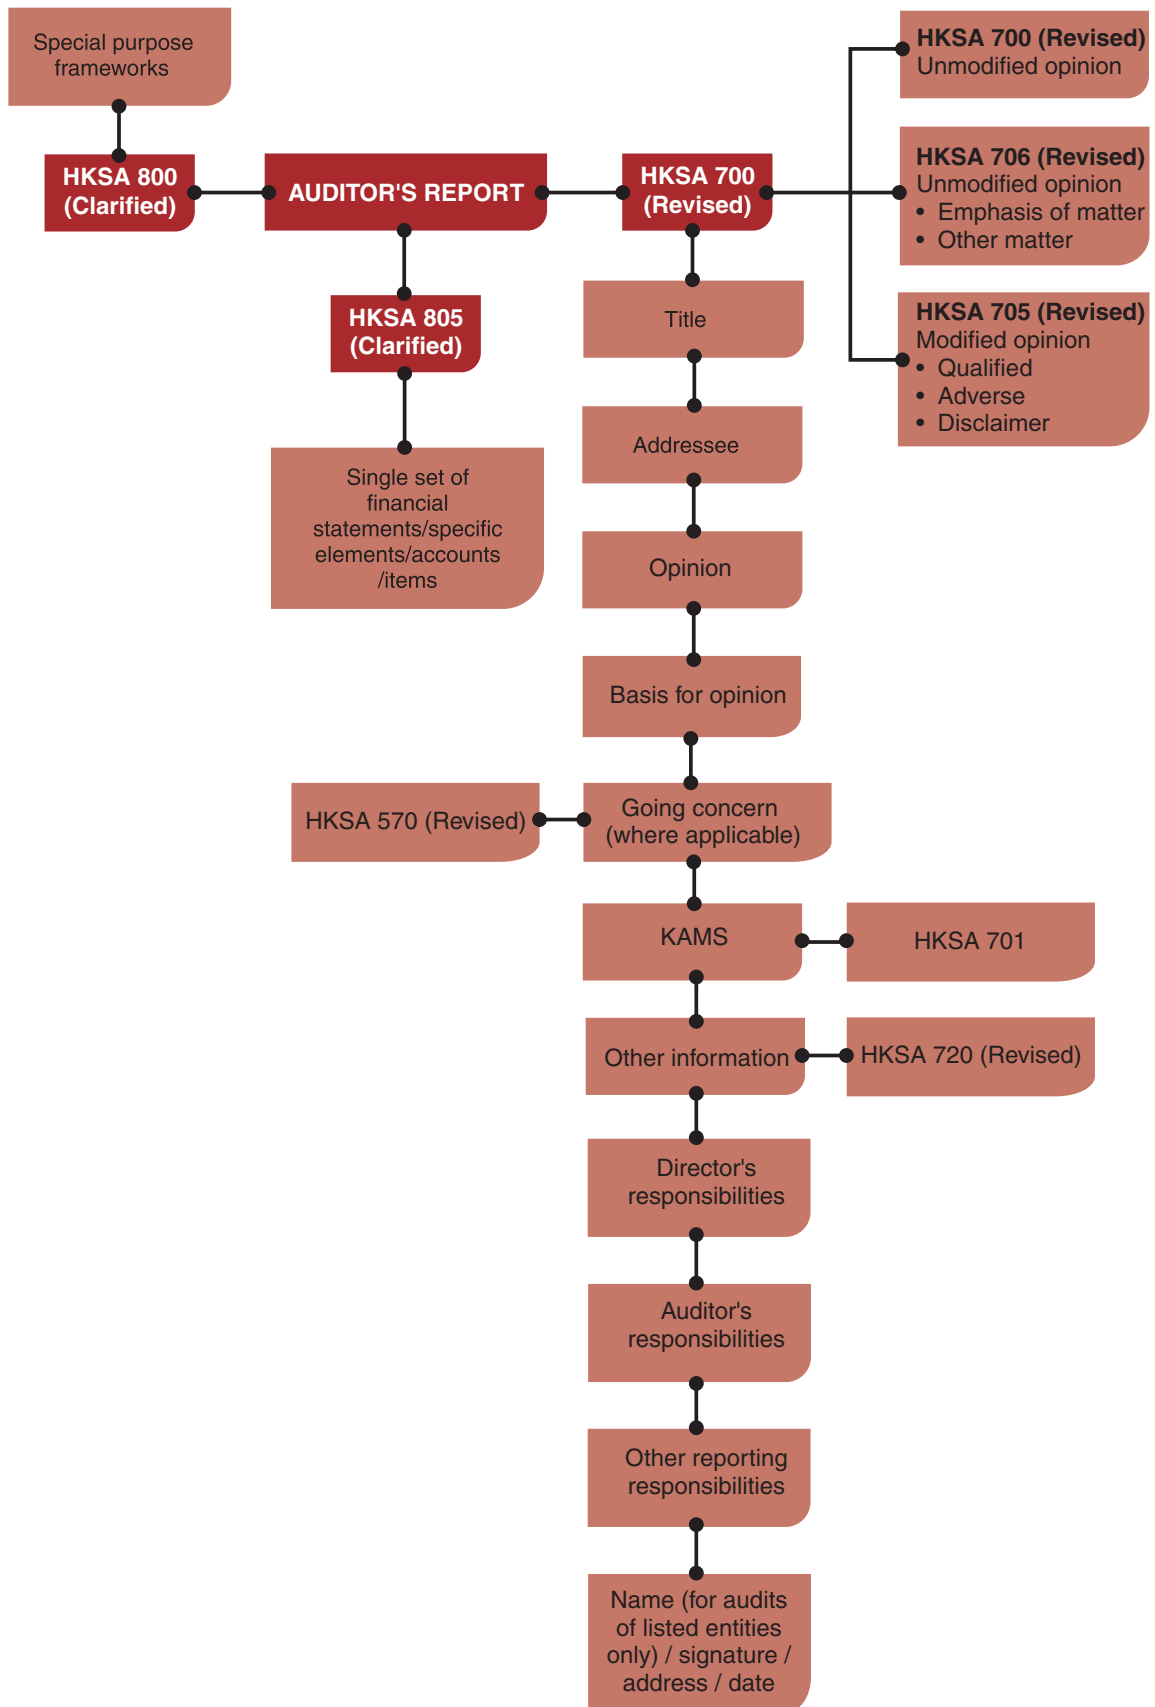 Special purpose
frameworks
HKSA 800
(Clarified)
AUDITOR'S REPORT
HKSA 700
(Revised)
HKSA 700 (Revised)
Unmodified opinion
HKSA 706 (Revised)
Unmodified opinion
• Emphasis of matter
• Other matter
HKSA 705 (Revised)
Modified opinion
• Qualified
• Adverse
• Disclaimer
HKSA 805
(Clarified)
Single set of
financial
statements/specific
elements/accounts
/items
Title
Addressee
Opinion
Basis for opinion
HKSA 570 (Revised)
Going concern
(where applicable)
KAMS
HKSA 701
Other information
HKSA 720 (Revised)
Director's
responsibilities
Auditor's
responsibilities
Other reporting
responsibilities
Name (for audits
of listed entities
only) / signature /
address / date